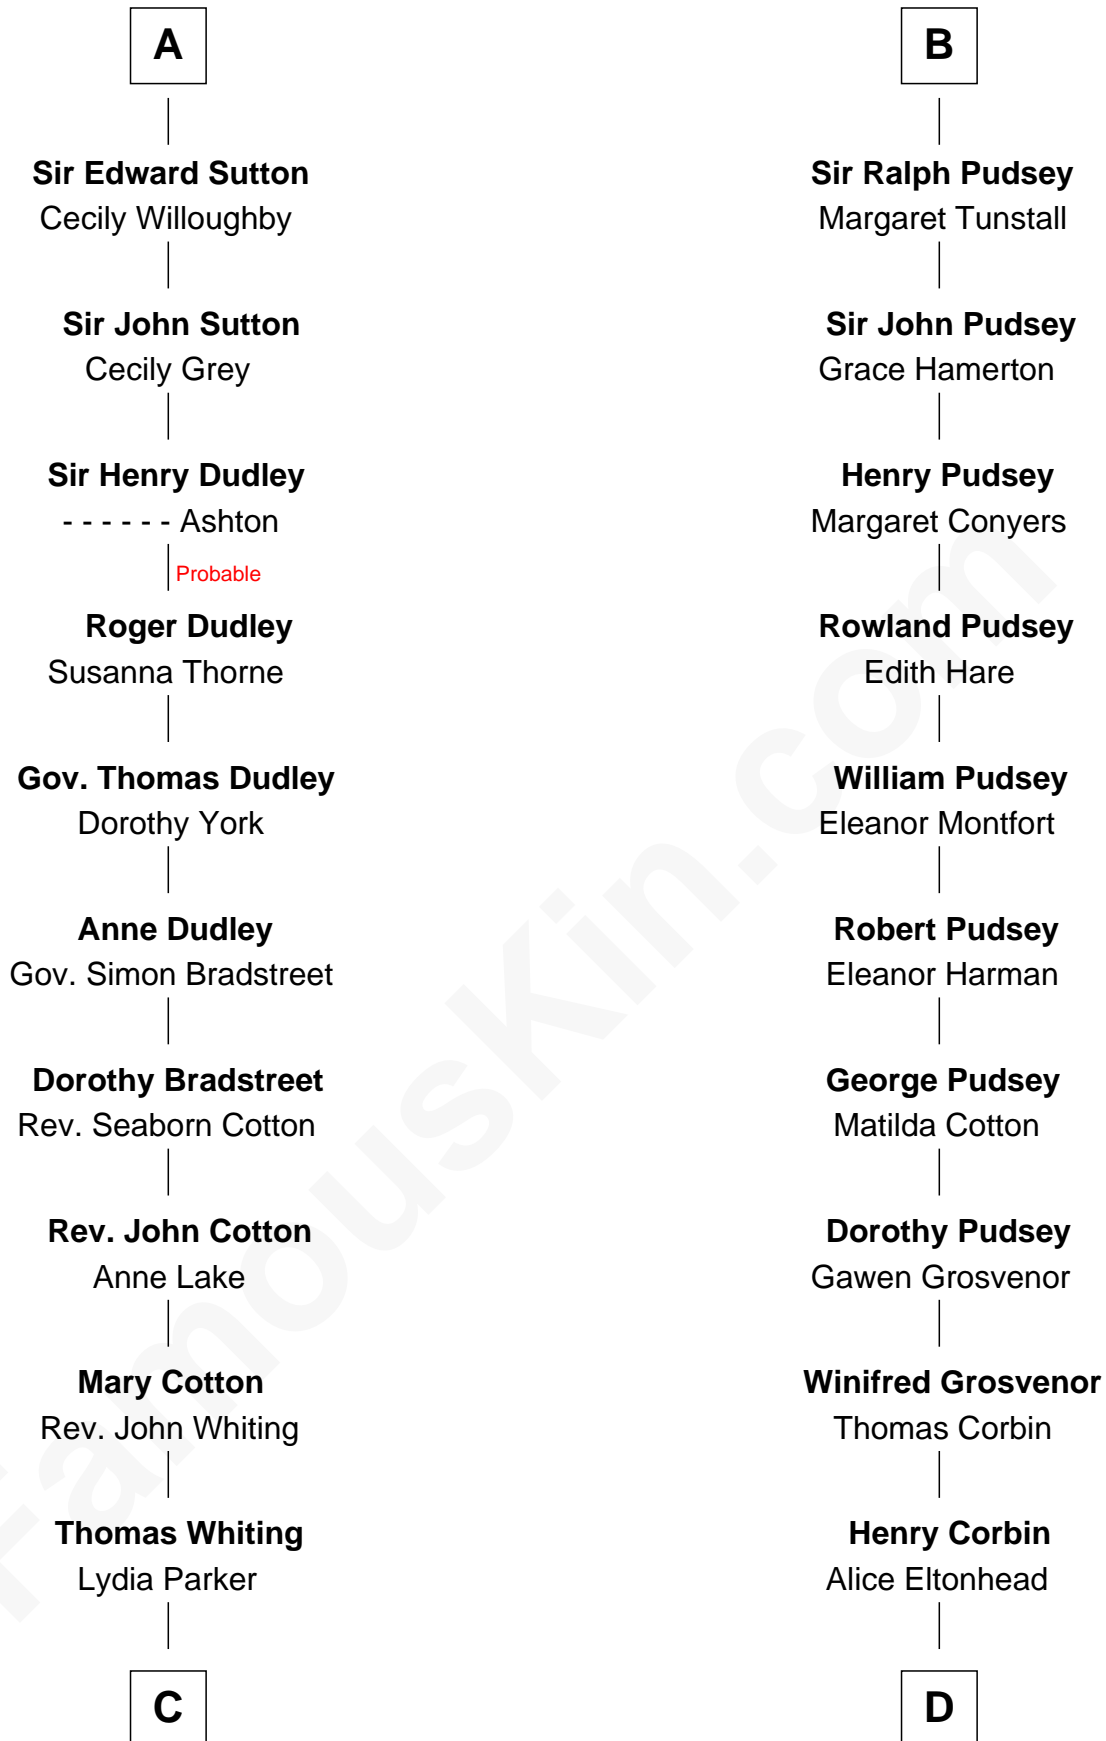 A
Sir Edward Sutton
Cecily Willoughby
Sir John Sutton
Cecily Grey
Sir Henry Dudley
- - - - - - Ashton
Probable
Roger Dudley
Susanna Thorne
Gov. Thomas Dudley
Dorothy York
Anne Dudley
Gov. Simon Bradstreet
Dorothy Bradstreet
Rev. Seaborn Cotton
Rev. John Cotton
Anne Lake
Mary Cotton
Rev. John Whiting
Thomas Whiting
Lydia Parker
C
B
Sir Ralph Pudsey
Margaret Tunstall
Sir John Pudsey
Grace Hamerton
Henry Pudsey
Margaret Conyers
Rowland Pudsey
Edith Hare
William Pudsey
Eleanor Montfort
Robert Pudsey
Eleanor Harman
George Pudsey
Matilda Cotton
Dorothy Pudsey
Gawen Grosvenor
Winifred Grosvenor
Thomas Corbin
Henry Corbin
Alice Eltonhead
D
FamousKin.com